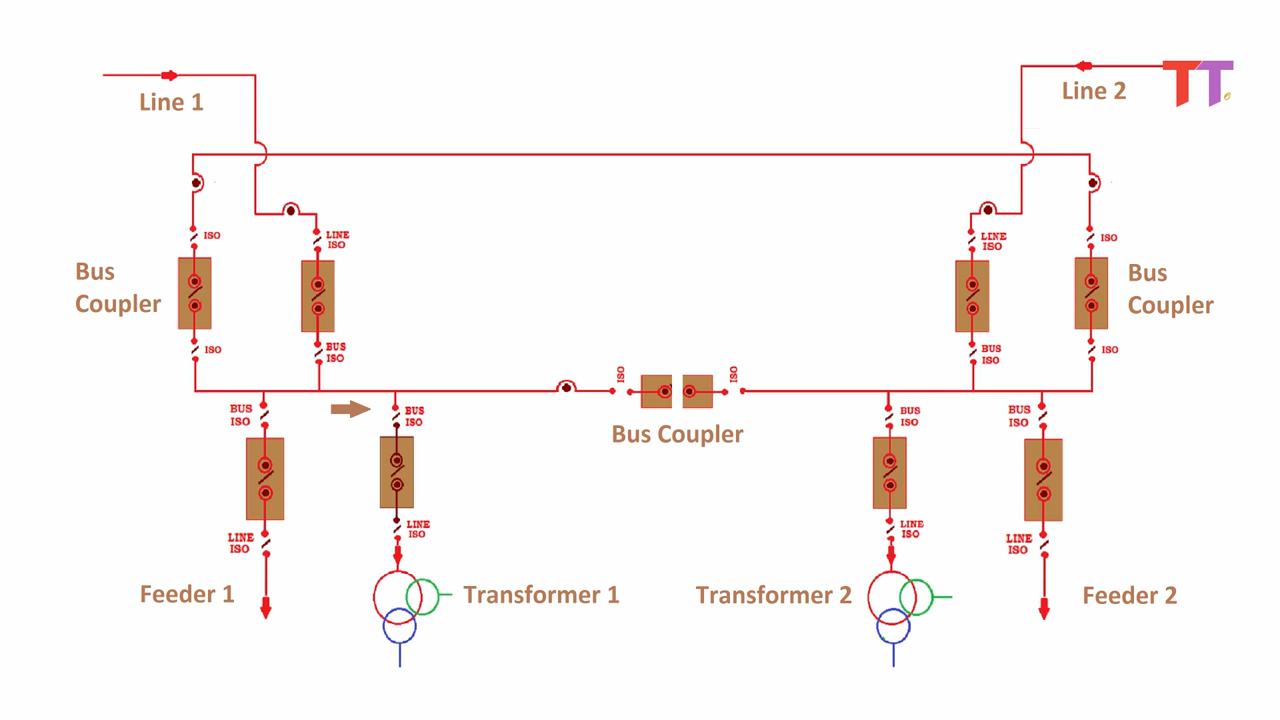 Line 1
Line 2
TT.
ISO
LINE
ISO
LINE
ISO
ISO
Bus
Coupler
Bus
Coupler
ISO
BUS
ISO
BUS
ISO
ISO
ISO
ISO
BUS
ISO
BUS
ISO
BUS
ISO
BUS
ISO
Bus Coupler
LINE
ISO
LINE
ISO
LINE
ISO
LINE
ISO
Feeder 1
Transformer 1
Transformer 2
Feeder 2